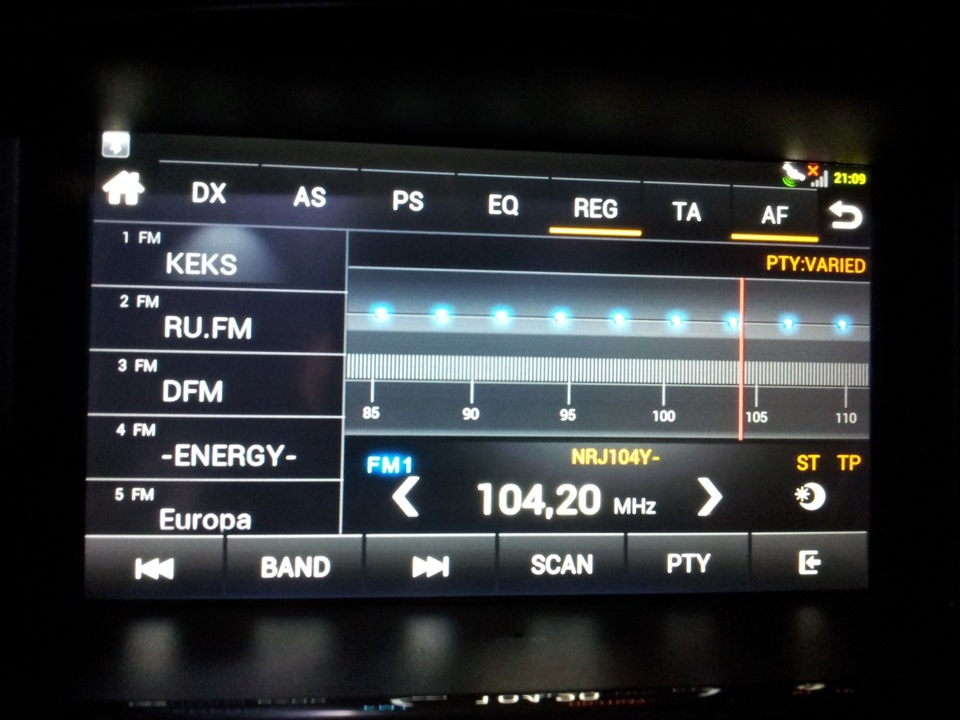 21:09
DX AS PS EQ REG TA AF
PTY:VARIED
1 FM
KEKS
2 FM
RU.FM
3 FM
DFM
4 FM
-ENERGY-
5 FM
Europa
85 90 95 100 105 110
FM1 NRJ104Y- ST TP
104,20 MHz
BAND SCAN PTY